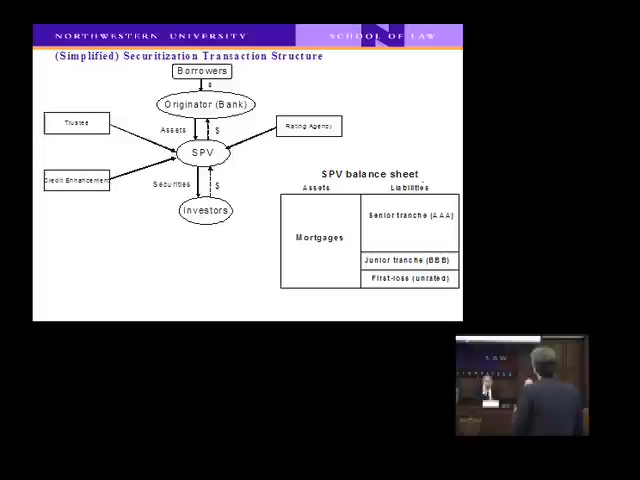 NORTHWESTERN UNIVERSITY
SCHOOL OF LAW
(Simplified) Securitization Transaction Structure
Borrowers
$
Originator (Bank)
Trustee
Assets
$
Rating Agency
SPV
Credit Enhancement
Securities
$
Investors
SPV balance sheet
Assets
Liabilities
Senior tranche (AAA)
Mortgages
Junior tranche (BBB)
First-loss (unrated)
LAW